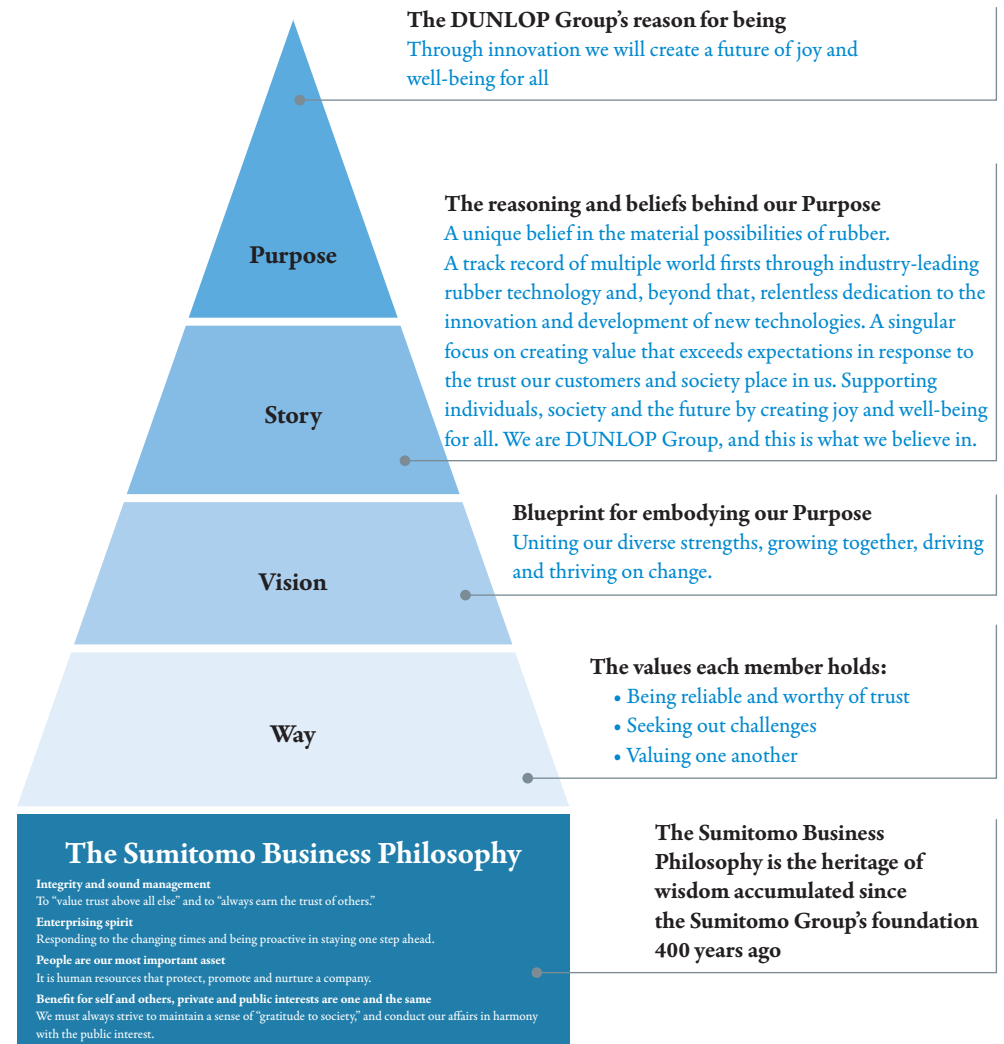 The DUNLOP Group’s reason for being
Through innovation we will create a future of joy and
well-being for all
Purpose
The reasoning and beliefs behind our Purpose
A unique belief in the material possibilities of rubber.
A track record of multiple world firsts through industry-leading
rubber technology and, beyond that, relentless dedication to the
innovation and development of new technologies. A singular
focus on creating value that exceeds expectations in response to
the trust our customers and society place in us. Supporting
individuals, society and the future by creating joy and well-being
for all. We are DUNLOP Group, and this is what we believe in.
Story
Blueprint for embodying our Purpose
Uniting our diverse strengths, growing together, driving
and thriving on change.
Vision
The values each member holds:
• Being reliable and worthy of trust
• Seeking out challenges
• Valuing one another
Way
The Sumitomo Business Philosophy
Integrity and sound management
To “value trust above all else” and to “always earn the trust of others.”
Enterprising spirit
Responding to the changing times and being proactive in staying one step ahead.
People are our most important asset
It is human resources that protect, promote and nurture a company.
Benefit for self and others, private and public interests are one and the same
We must always strive to maintain a sense of “gratitude to society,” and conduct our affairs in harmony
with the public interest.
The Sumitomo Business
Philosophy is the heritage of
wisdom accumulated since
the Sumitomo Group’s foundation
400 years ago